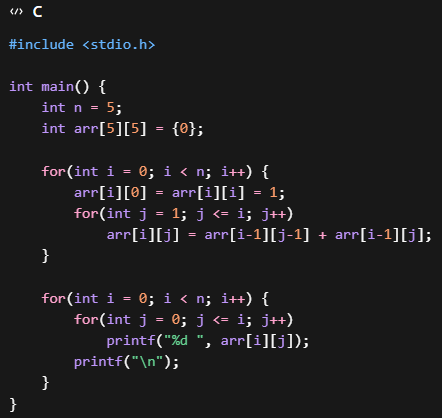 </> C
#include <stdio.h>
int main() {
    int n = 5;
    int arr[5][5] = {0};
    for(int i = 0; i < n; i++) {
        arr[i][0] = arr[i][i] = 1;
        for(int j = 1; j <= i; j++)
            arr[i][j] = arr[i-1][j-1] + arr[i-1][j];
    }
    for(int i = 0; i < n; i++) {
        for(int j = 0; j <= i; j++)
            printf("%d ", arr[i][j]);
        printf("\n");
    }
}